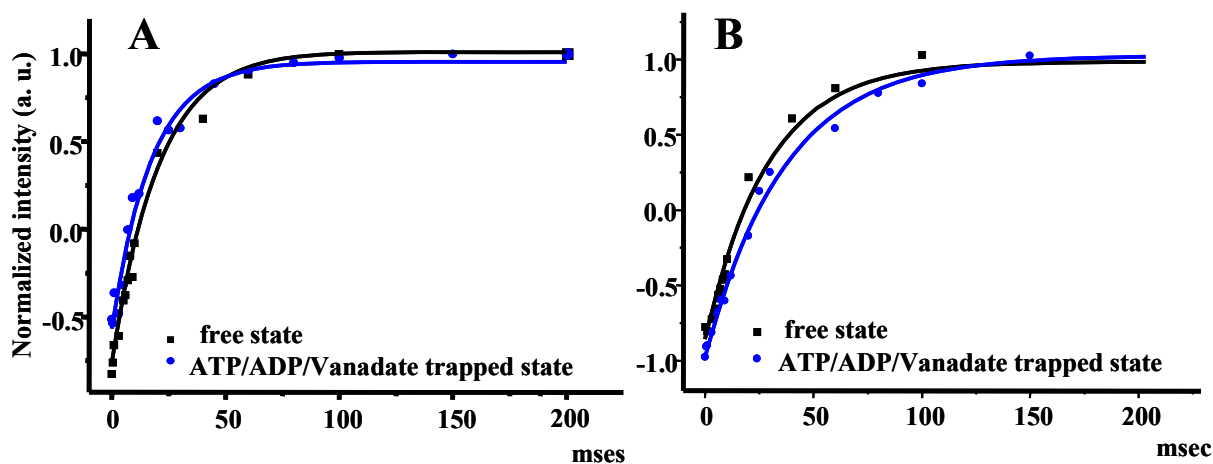 A
Normalized intensity (a. u.)
1.0
0.5
0.0
-0.5
free state
ATP/ADP/Vanadate trapped state
0 50 100 150 200
mses
B
1.0
0.5
0.0
-0.5
-1.0
free state
ATP/ADP/Vanadate trapped state
0 50 100 150 200
msec